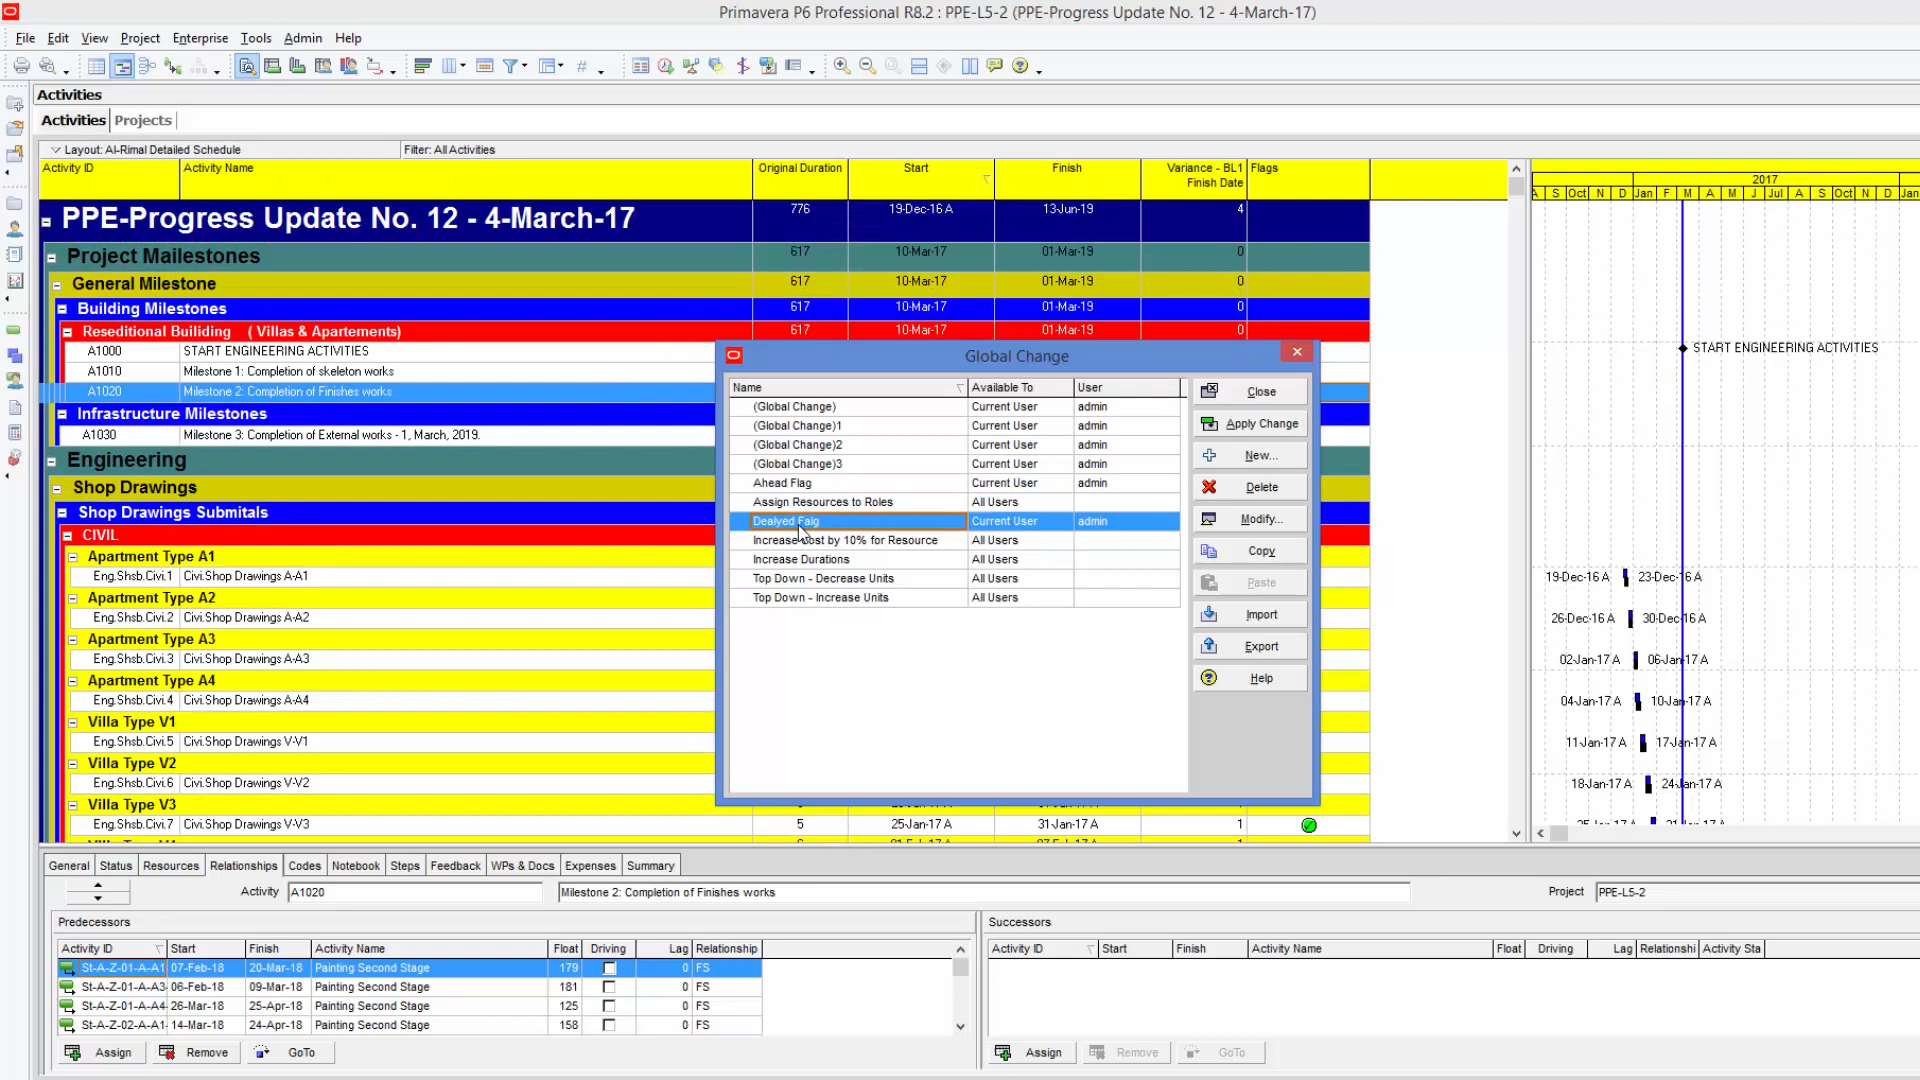 Primavera P6 Professional R8.2 : PPE-L5-2 (PPE-Progress Update No. 12 - 4-March-17)
File Edit View Project Enterprise Tools Admin Help
Activities
Activities Projects
Layout: Al-Rimal Detailed Schedule Filter: All Activities
Activity ID Activity Name Original Duration Start Finish Variance - BL1 Finish Date Flags
2017
S Oct N D Jan F M A M J Jul A S Oct N D Jan
PPE-Progress Update No. 12 - 4-March-17 776 19-Dec-16 A 13-Jun-19 4
Project Mailestones 617 10-Mar-17 01-Mar-19 0
General Milestone 617 10-Mar-17 01-Mar-19 0
Building Milestones 617 10-Mar-17 01-Mar-19 0
Reseditional Builiding ( Villas & Apartements) 617 10-Mar-17 01-Mar-19 0
A1000 START ENGINEERING ACTIVITIES
START ENGINEERING ACTIVITIES
A1010 Milestone 1: Completion of skeleton works
A1020 Milestone 2: Completion of Finishes works
Infrastructure Milestones
A1030 Milestone 3: Completion of External works - 1, March, 2019.
Engineering
Shop Drawings
Shop Drawings Submitals
CIVIL
Apartment Type A1
Eng.Shsb.Civi.1 Civi.Shop Drawings A-A1 19-Dec-16 A 23-Dec-16 A
Apartment Type A2
Eng.Shsb.Civi.2 Civi.Shop Drawings A-A2 26-Dec-16 A 30-Dec-16 A
Apartment Type A3
Eng.Shsb.Civi.3 Civi.Shop Drawings A-A3 02-Jan-17 A 06-Jan-17 A
Apartment Type A4
Eng.Shsb.Civi.4 Civi.Shop Drawings A-A4 04-Jan-17 A 10-Jan-17 A
Villa Type V1
Eng.Shsb.Civi.5 Civi.Shop Drawings V-V1 11-Jan-17 A 17-Jan-17 A
Villa Type V2
Eng.Shsb.Civi.6 Civi.Shop Drawings V-V2 18-Jan-17 A 24-Jan-17 A
Villa Type V3
Eng.Shsb.Civi.7 Civi.Shop Drawings V-V3 5 25-Jan-17 A 31-Jan-17 A 1
Global Change
Name Available To User
(Global Change) Current User admin
(Global Change)1 Current User admin
(Global Change)2 Current User admin
(Global Change)3 Current User admin
Ahead Flag Current User admin
Assign Resources to Roles All Users
Dealyed Falg Current User admin
Increase Cost by 10% for Resource All Users
Increase Durations All Users
Top Down - Decrease Units All Users
Top Down - Increase Units All Users
Close
Apply Change
New...
Delete
Modify...
Copy
Paste
Import
Export
Help
General Status Resources Relationships Codes Notebook Steps Feedback WPs & Docs Expenses Summary
Activity A1020 Milestone 2: Completion of Finishes works Project PPE-L5-2
Predecessors
Activity ID Start Finish Activity Name Float Driving Lag Relationship
St-A-Z-01-A-A1 07-Feb-18 20-Mar-18 Painting Second Stage 179 0 FS
St-A-Z-01-A-A3- 06-Feb-18 09-Mar-18 Painting Second Stage 181 0 FS
St-A-Z-01-A-A4- 26-Mar-18 25-Apr-18 Painting Second Stage 125 0 FS
St-A-Z-02-A-A1- 14-Mar-18 24-Apr-18 Painting Second Stage 158 0 FS
Assign Remove GoTo
Successors
Activity ID Start Finish Activity Name Float Driving Lag Relationshi Activity Sta
Assign Remove GoTo